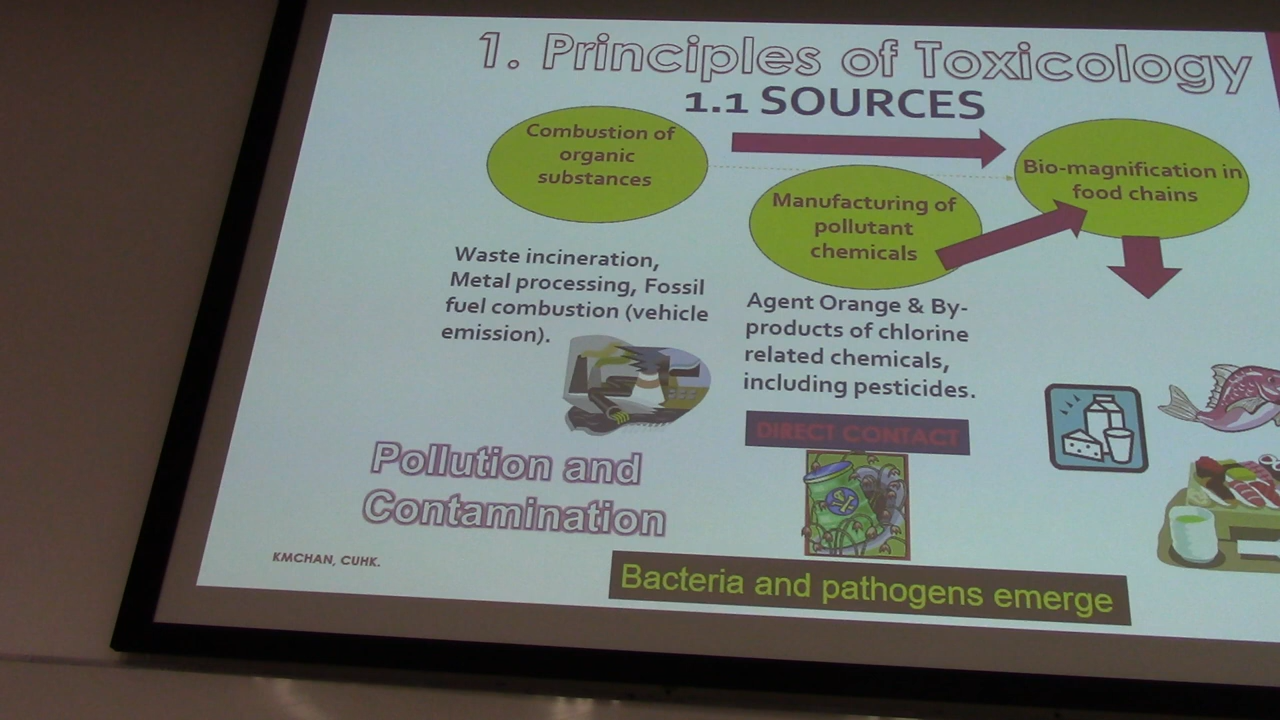 1. Principles of Toxicology
1.1 SOURCES
Combustion of
organic
substances
Manufacturing of
pollutant
chemicals
Bio-magnification in
food chains
Waste incineration,
Metal processing, Fossil
fuel combustion (vehicle
emission).
Agent Orange & By-
products of chlorine
related chemicals,
including pesticides.
DIRECT CONTACT
Pollution and
Contamination
KMCHAN, CUHK.
Bacteria and pathogens emerge